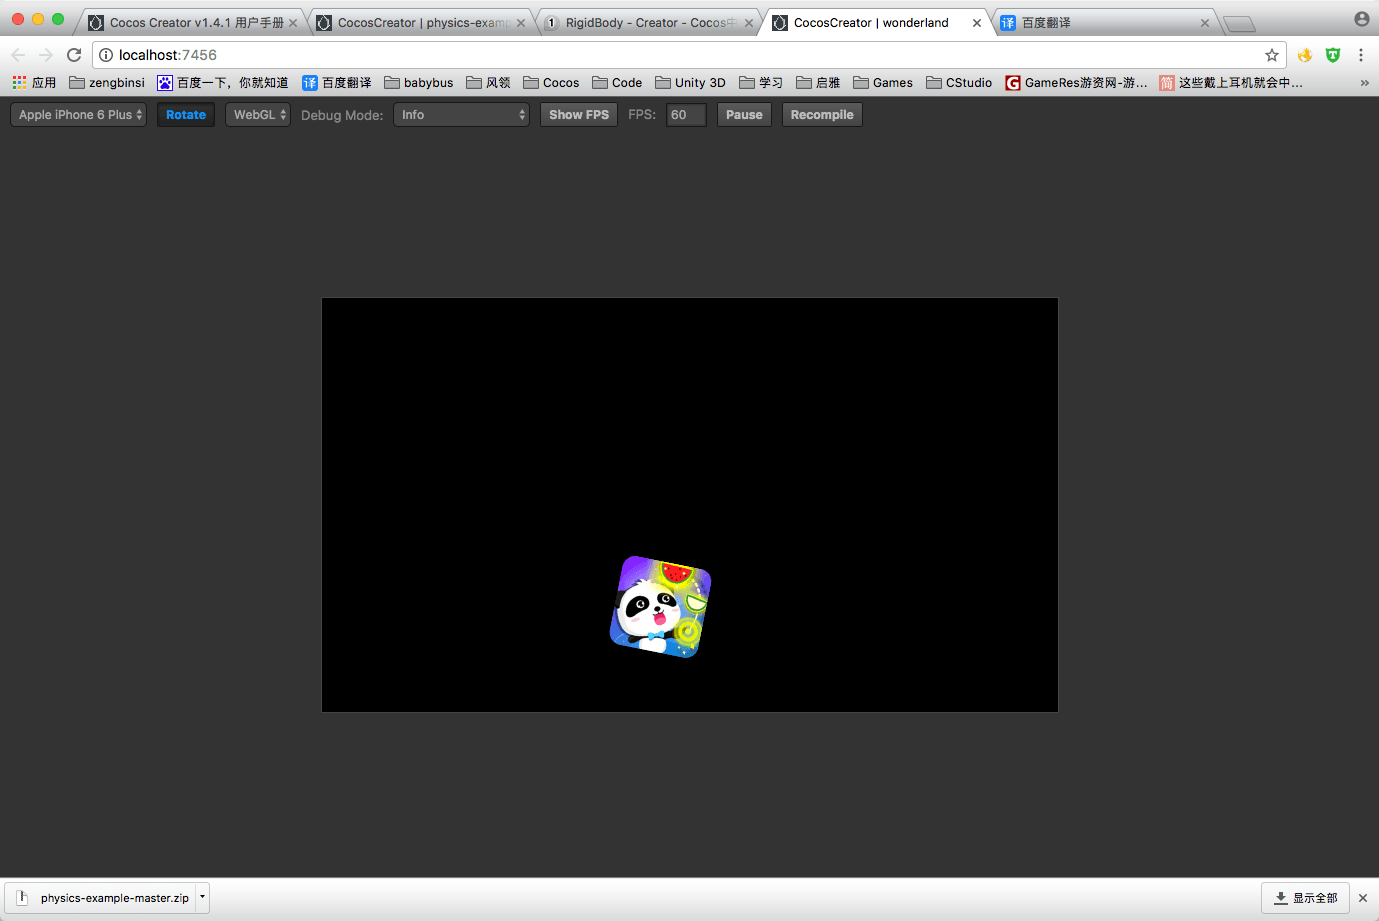 Cocos Creator v1.4.1 用户手册
CocosCreator | physics-examp
RigidBody - Creator - Cocos中
CocosCreator | wonderland
译 百度翻译
localhost:7456
应用 zengbinsi 百度一下，你就知道 译 百度翻译 babybus 风领 Cocos Code Unity 3D 学习 启雅 Games CStudio GameRes游资网-游... 简 这些戴上耳机就会中... »
Apple iPhone 6 Plus Rotate WebGL Debug Mode: Info Show FPS FPS: 60 Pause Recompile
physics-example-master.zip 显示全部